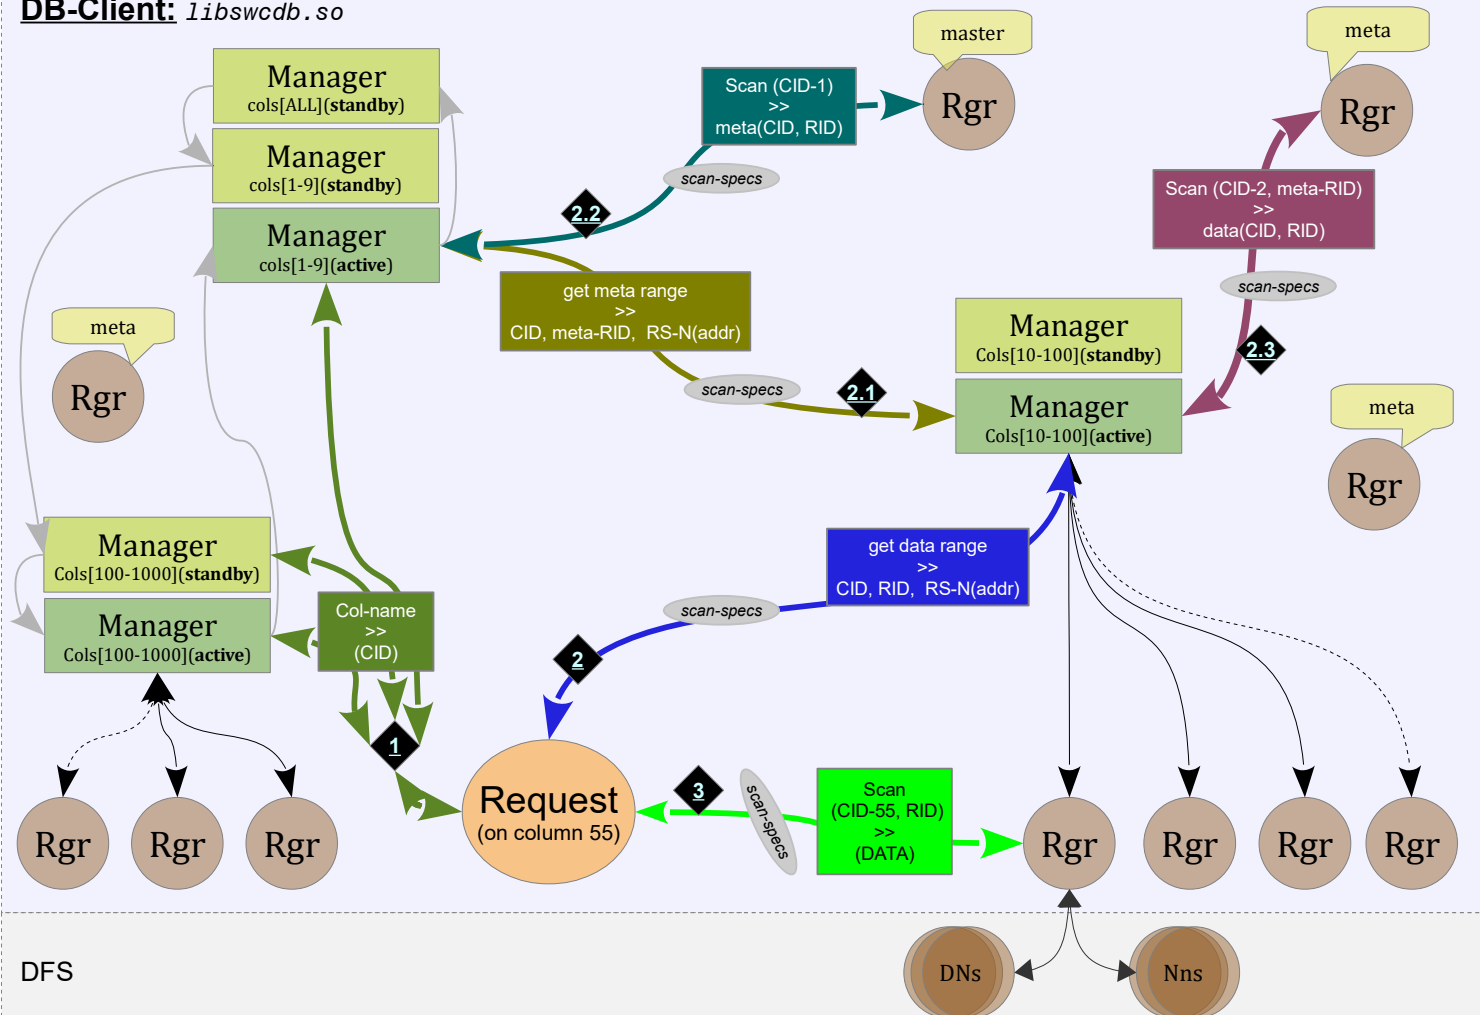 DB-Client: libswcdb.so
master
meta
Manager
cols[ALL](standby)
Manager
cols[1-9](standby)
Manager
cols[1-9](active)
Scan (CID-1)
>>
meta(CID, RID)
Rgr
Rgr
scan-specs
2.2
Scan (CID-2, meta-RID)
>>
data(CID, RID)
scan-specs
get meta range
>>
CID, meta-RID,  RS-N(addr)
meta
Rgr
Manager
Cols[10-100](standby)
Manager
Cols[10-100](active)
2.3
scan-specs
2.1
meta
Rgr
Manager
Cols[100-1000](standby)
Manager
Cols[100-1000](active)
get data range
>>
CID, RID,  RS-N(addr)
Col-name
>>
(CID)
scan-specs
2
1
Request
(on column 55)
3
scan-specs
Scan
(CID-55, RID)
>>
(DATA)
Rgr
Rgr
Rgr
Rgr
Rgr
Rgr
Rgr
DFS
DNs
Nns